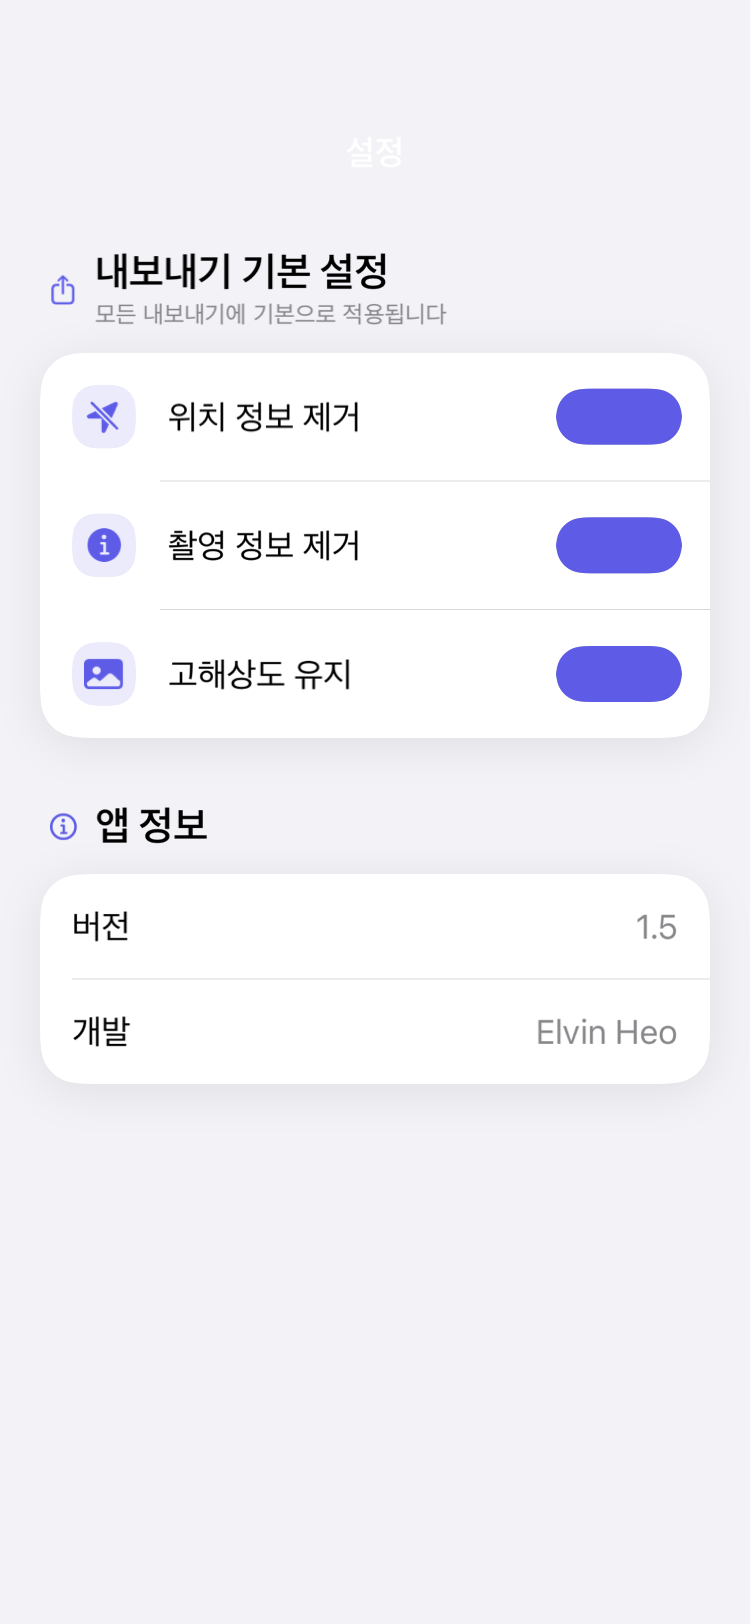 설정
내보내기 기본 설정
모든 내보내기에 기본으로 적용됩니다
위치 정보 제거
촬영 정보 제거
고해상도 유지
앱 정보
버전 1.5
개발 Elvin Heo